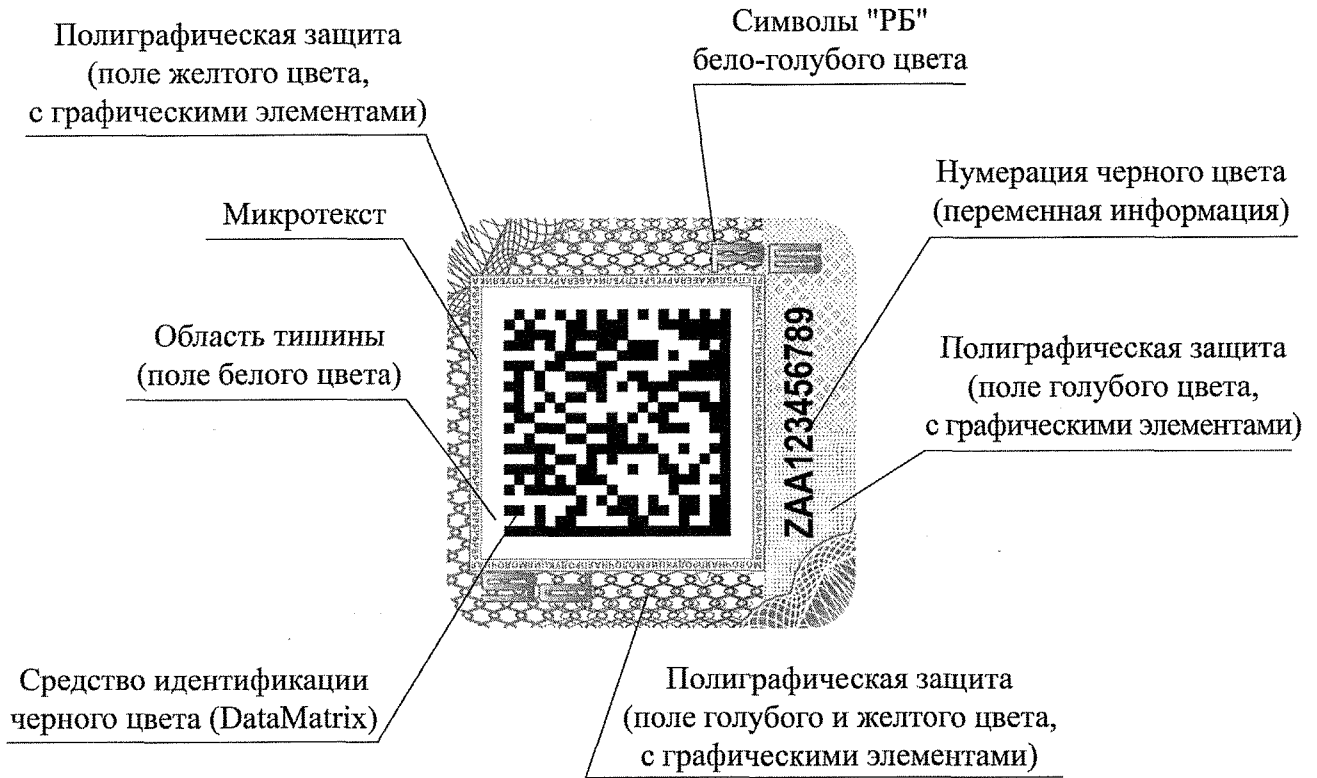 Полиграфическая защита
(поле желтого цвета,
с графическими элементами)
Символы "РБ"
бело-голубого цвета
Микротекст
Нумерация черного цвета
(переменная информация)
Область тишины
(поле белого цвета)
Полиграфическая защита
(поле голубого цвета,
с графическими элементами)
ZAA123456789
Средство идентификации
черного цвета (DataMatrix)
Полиграфическая защита
(поле голубого и желтого цвета,
с графическими элементами)